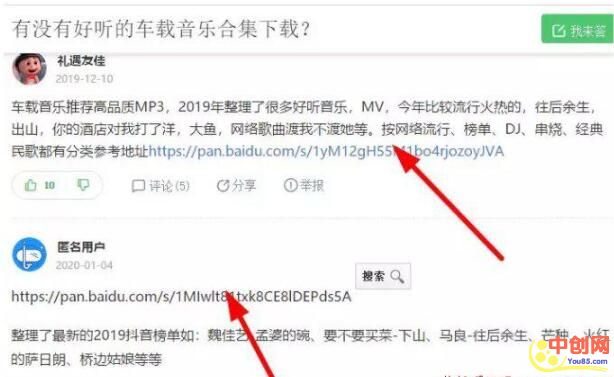 有没有好听的车载音乐合集下载?
我来答
礼遇友佳
2019-12-10
车载音乐推荐高品质MP3，2019年整理了很多好听音乐，MV，今年比较流行火热的，往后余生，
出山，你的酒店对我打了洋，大鱼，网络歌曲渡我不渡她等。按网络流行、榜单、DJ、串烧、经典
民歌都有分类参考地址https://pan.baidu.com/s/1yM12gH55 1bo4rjozoyJVA
10
评论(5)
分享
举报
匿名用户
2020-01-04
搜索
https://pan.baidu.com/s/1MIwlt81txk8CE8lDEPds5A
整理了最新的2019抖音榜单如：魏佳艺-孟婆的碗、要不要买菜-下山、马良-往后余生、芒种、火红
的萨日朗、桥边姑娘等等
中创网
You85.com